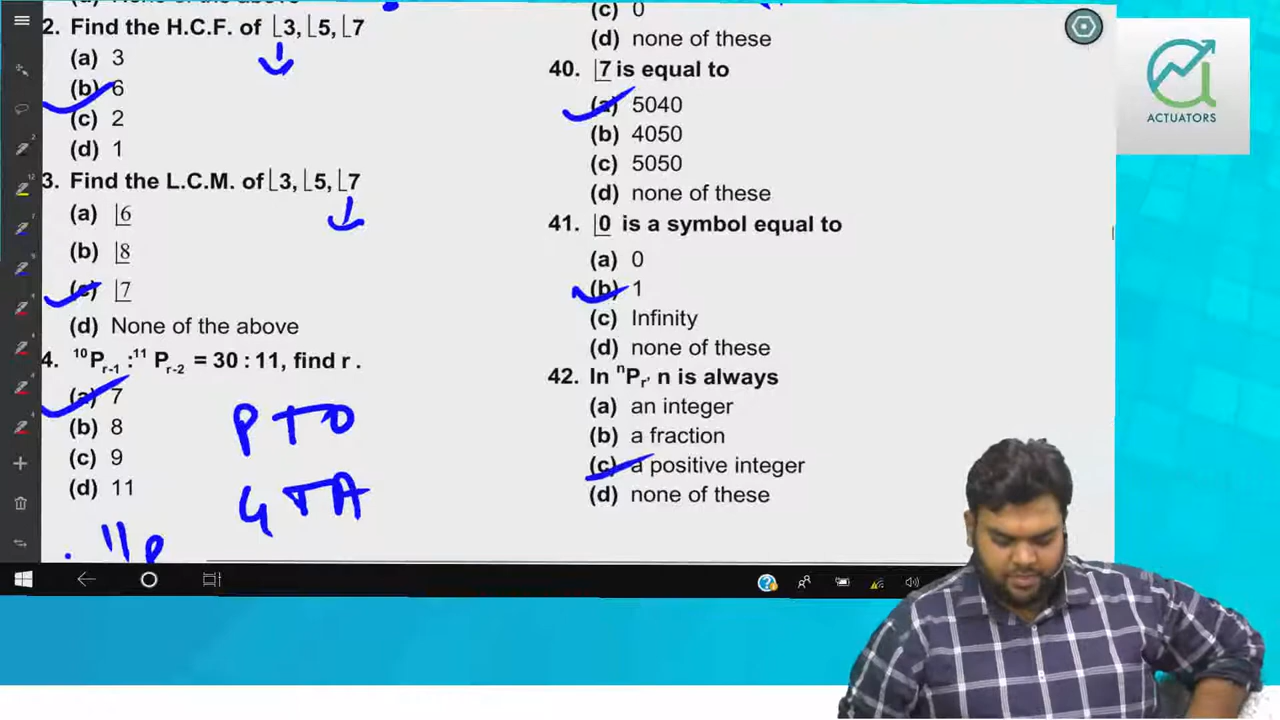 2. Find the H.C.F. of ⌊3, ⌊5, ⌊7
(a) 3
(b) 6
(c) 2
(d) 1
3. Find the L.C.M. of ⌊3, ⌊5, ⌊7
(a) ⌊6
(b) ⌊8
(c) ⌊7
(d) None of the above
4. ¹⁰Pᵣ₋₁ :¹¹ Pᵣ₋₂ = 30 : 11, find r .
(a) 7
(b) 8
(c) 9
(d) 11
P T O
G T A
11p
(c) 0
(d) none of these
40. ⌊7 is equal to
(a) 5040
(b) 4050
(c) 5050
(d) none of these
41. ⌊0 is a symbol equal to
(a) 0
(b) 1
(c) Infinity
(d) none of these
42. In ⁿPᵣ, n is always
(a) an integer
(b) a fraction
(c) a positive integer
(d) none of these
ACTUATORS